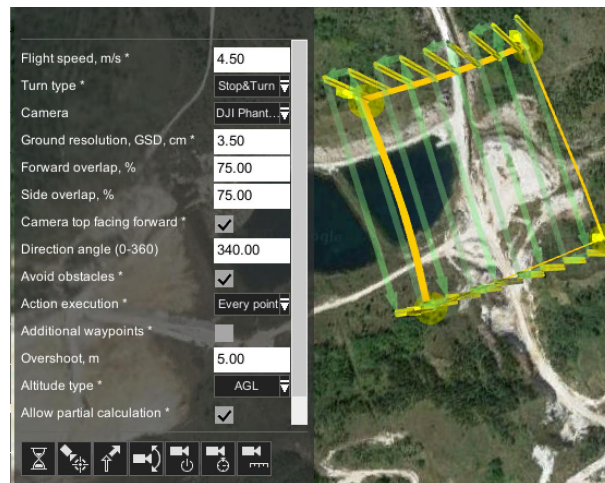 Flight speed, m/s *
4.50
Turn type *
Stop&Turn
Camera
DJI Phant...
Ground resolution, GSD, cm *
3.50
Forward overlap, %
75.00
Side overlap, %
75.00
Camera top facing forward *
Direction angle (0-360)
340.00
Avoid obstacles *
Action execution *
Every point
Additional waypoints *
Overshoot, m
5.00
Altitude type *
AGL
Allow partial calculation *